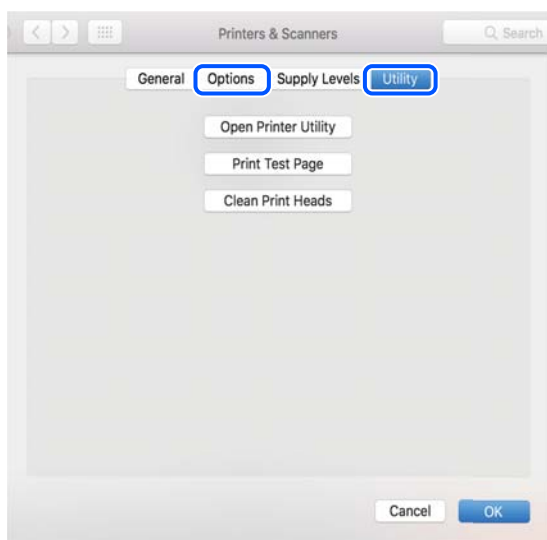 Printers & Scanners Search
General Options Supply Levels Utility
Open Printer Utility
Print Test Page
Clean Print Heads
Cancel OK